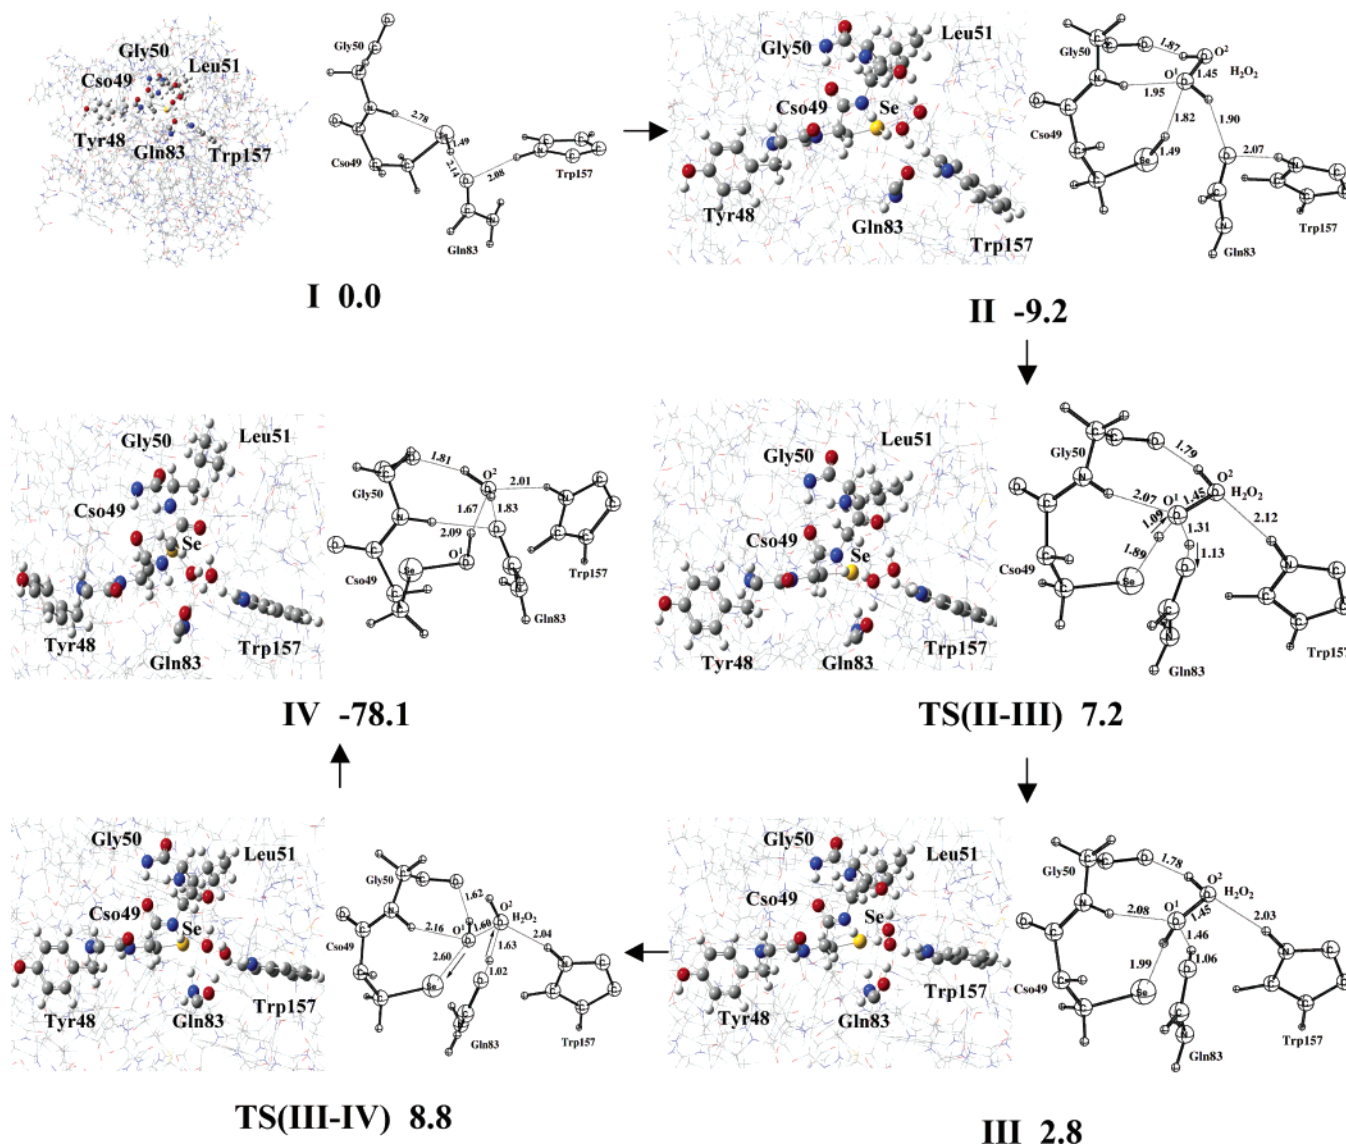 Gly50
Leu51
Cso49
Tyr48
Gln83
Trp157
Gly50
2.78
1.49
2.14
2.08
Cso49
Trp157
Gln83
I 0.0
Gly50
Leu51
Cso49
Se
Tyr48
Gln83
Trp157
Gly50
1.87
O²
O¹
1.45
H₂O₂
1.95
1.82
1.90
Cso49
1.49
Se
2.07
Trp157
Gln83
II -9.2
Gly50
Leu51
Cso49
Se
Tyr48
Gln83
Trp157
1.81
O²
2.01
Gly50
1.67
1.83
2.09
O¹
Se
Cso49
Trp157
Gln83
IV -78.1
Gly50
Leu51
Cso49
Se
Tyr48
Gln83
Trp157
Gly50
1.79
O²
2.07
1.45
H₂O₂
O¹
1.09
1.31
2.12
1.89
1.13
Cso49
Se
Trp157
Gln83
TS(II-III) 7.2
Gly50
Leu51
Cso49
Se
Tyr48
Gln83
Trp157
Gly50
1.62
O²
H₂O₂
2.16
O¹
1.60
1.63
2.04
Cso49
2.60
1.02
Se
Gln83
Trp157
TS(III-IV) 8.8
Gly50
Leu51
Cso49
Se
Tyr48
Gln83
Trp157
Gly50
1.78
O²
H₂O₂
2.08
O¹
1.45
2.03
1.46
1.99
1.06
Cso49
Se
Trp157
Gln83
III 2.8